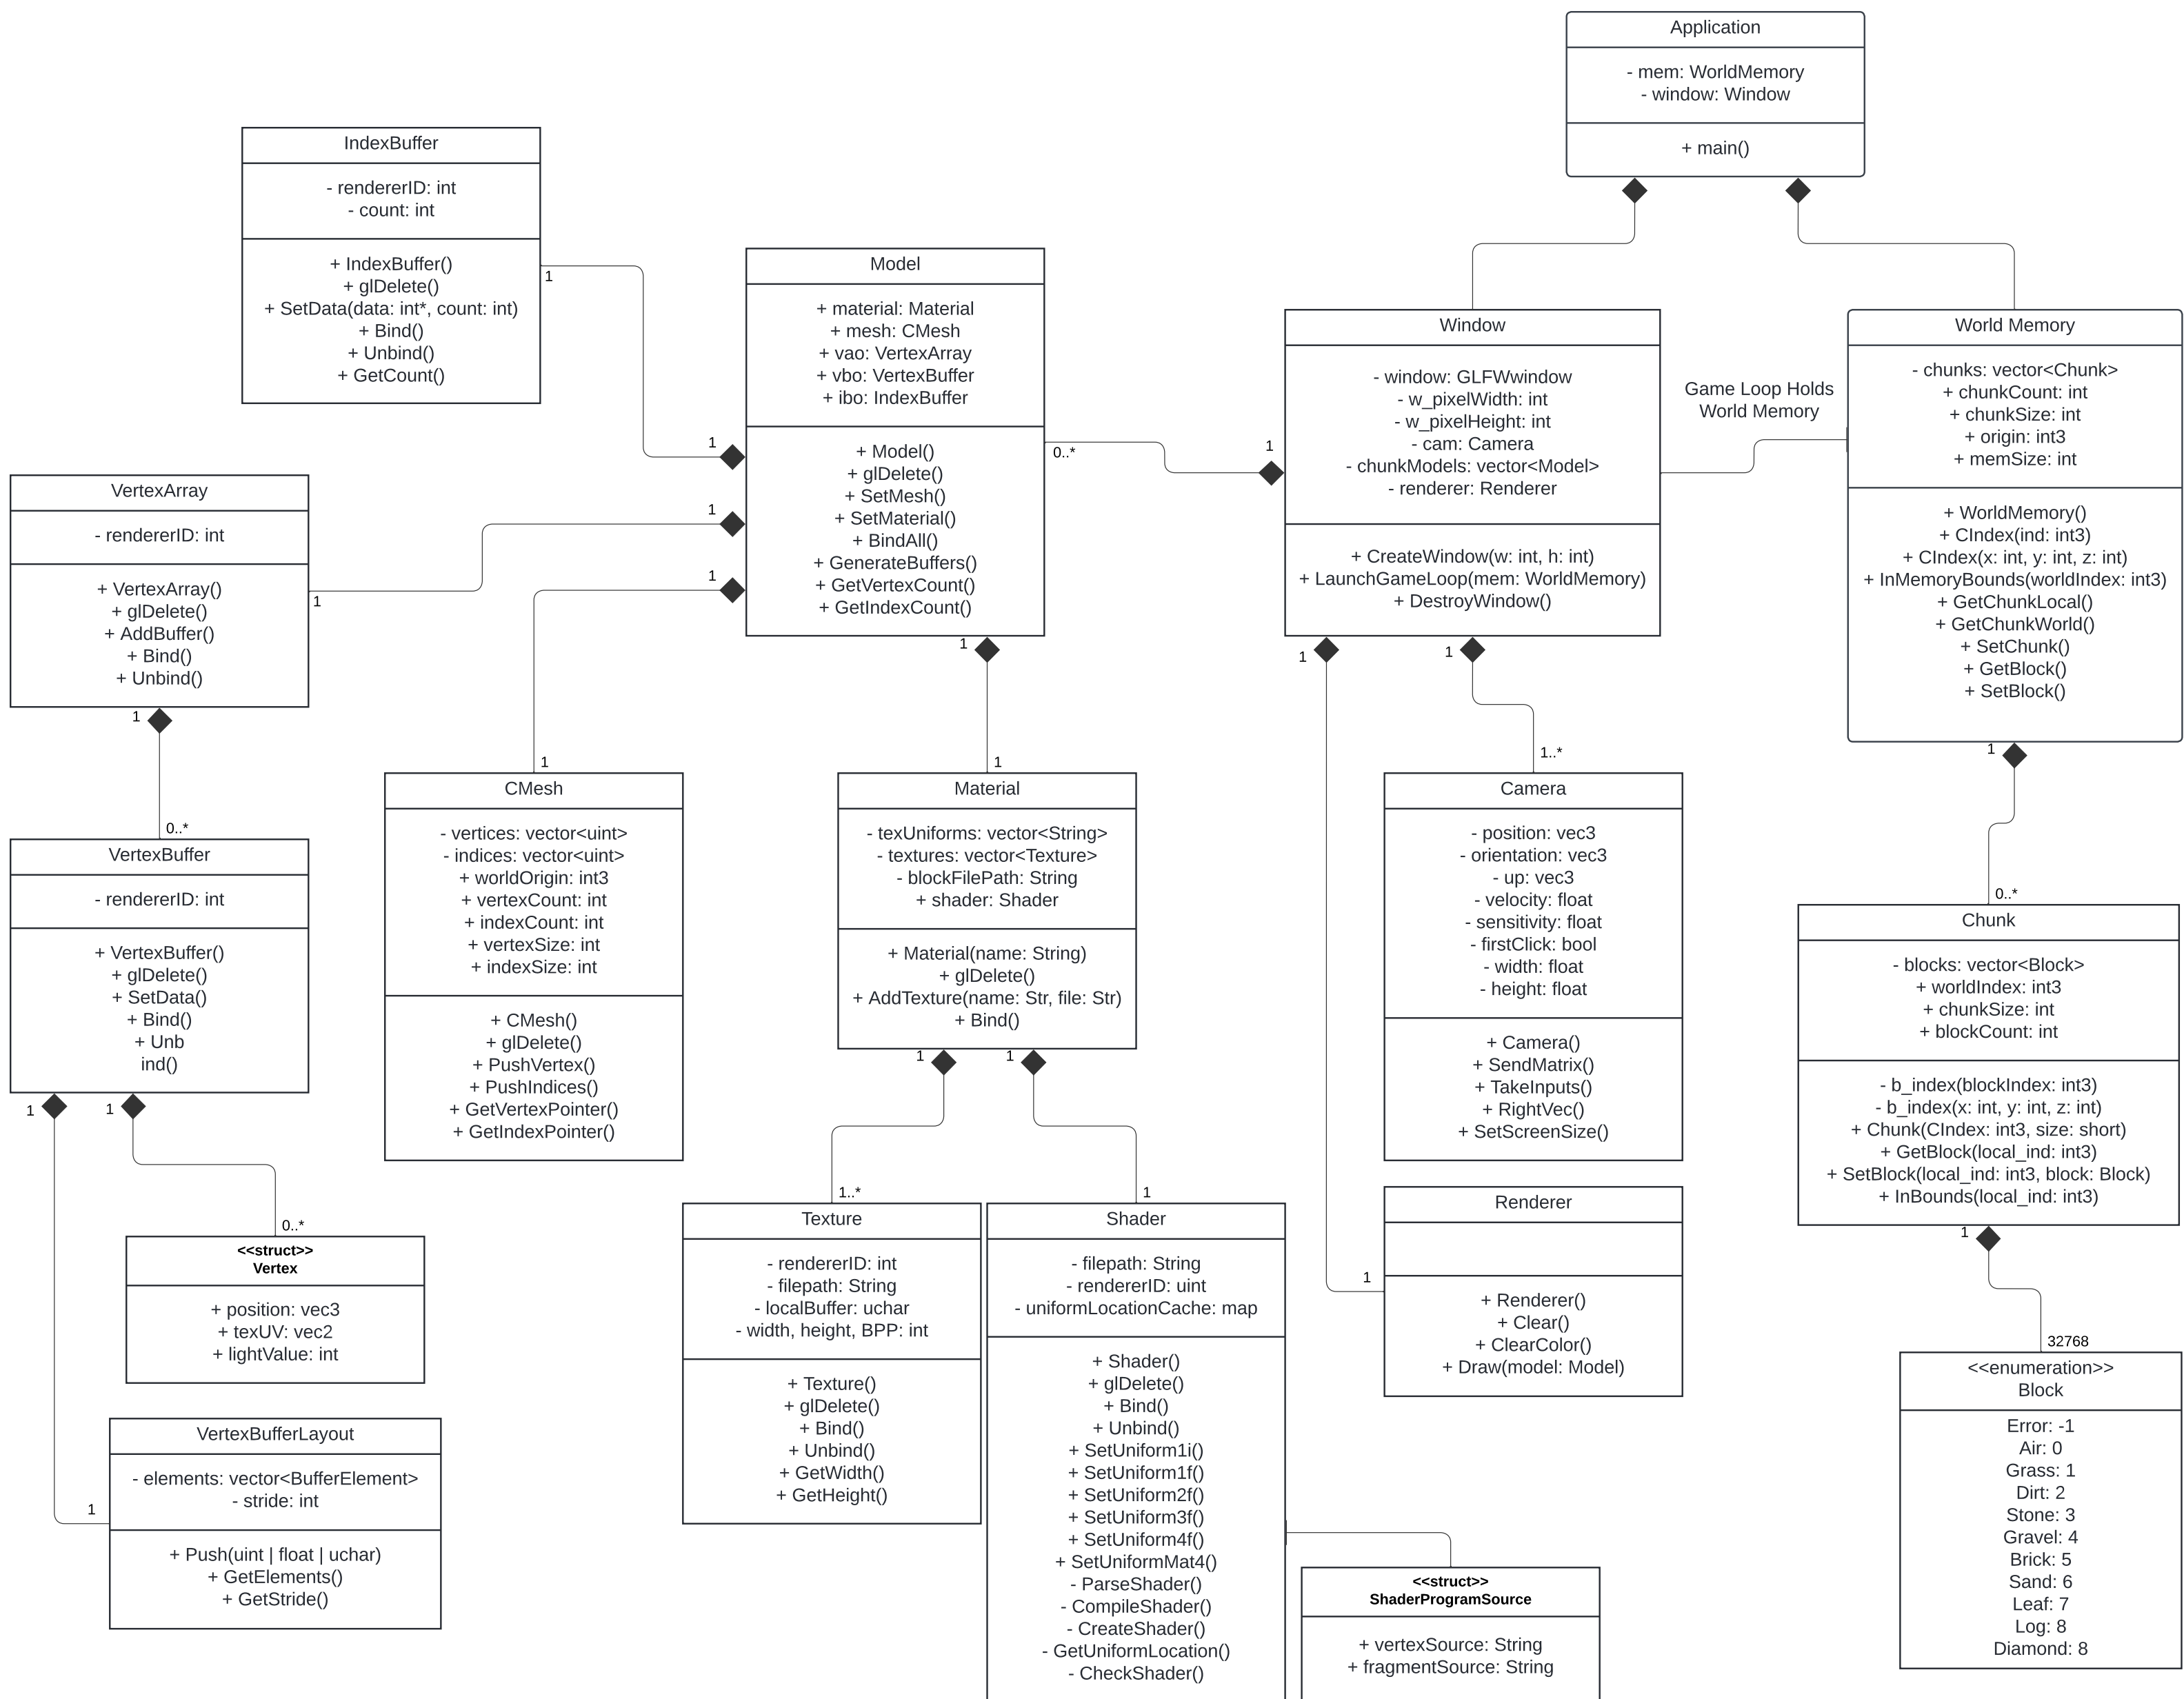 Application
- mem: WorldMemory
- window: Window
+ main()
IndexBuffer
- rendererID: int
- count: int
+ IndexBuffer()
+ glDelete()
+ SetData(data: int*, count: int)
+ Bind()
+ Unbind()
+ GetCount()
1
1
Model
+ material: Material
+ mesh: CMesh
+ vao: VertexArray
+ vbo: VertexBuffer
+ ibo: IndexBuffer
+ Model()
+ glDelete()
+ SetMesh()
+ SetMaterial()
+ BindAll()
+ GenerateBuffers()
+ GetVertexCount()
+ GetIndexCount()
0..*
1
Window
- window: GLFWwindow
- w_pixelWidth: int
- w_pixelHeight: int
- cam: Camera
- chunkModels: vector<Model>
- renderer: Renderer
+ CreateWindow(w: int, h: int)
+ LaunchGameLoop(mem: WorldMemory)
+ DestroyWindow()
Game Loop Holds
World Memory
World Memory
- chunks: vector<Chunk>
+ chunkCount: int
+ chunkSize: int
+ origin: int3
+ memSize: int
+ WorldMemory()
+ CIndex(ind: int3)
+ CIndex(x: int, y: int, z: int)
+ InMemoryBounds(worldIndex: int3)
+ GetChunkLocal()
+ GetChunkWorld()
+ SetChunk()
+ GetBlock()
+ SetBlock()
VertexArray
- rendererID: int
+ VertexArray()
+ glDelete()
+ AddBuffer()
+ Bind()
+ Unbind()
1
1
1
1
1
1
1
1
1
0..*
1
1
1..*
0..*
VertexBuffer
- rendererID: int
+ VertexBuffer()
+ glDelete()
+ SetData()
+ Bind()
+ Unb
ind()
CMesh
- vertices: vector<uint>
- indices: vector<uint>
+ worldOrigin: int3
+ vertexCount: int
+ indexCount: int
+ vertexSize: int
+ indexSize: int
+ CMesh()
+ glDelete()
+ PushVertex()
+ PushIndices()
+ GetVertexPointer()
+ GetIndexPointer()
Material
- texUniforms: vector<String>
- textures: vector<Texture>
- blockFilePath: String
+ shader: Shader
+ Material(name: String)
+ glDelete()
+ AddTexture(name: Str, file: Str)
+ Bind()
Camera
- position: vec3
- orientation: vec3
- up: vec3
- velocity: float
- sensitivity: float
- firstClick: bool
- width: float
- height: float
+ Camera()
+ SendMatrix()
+ TakeInputs()
+ RightVec()
+ SetScreenSize()
Chunk
- blocks: vector<Block>
+ worldIndex: int3
+ chunkSize: int
+ blockCount: int
- b_index(blockIndex: int3)
- b_index(x: int, y: int, z: int)
+ Chunk(CIndex: int3, size: short)
+ GetBlock(local_ind: int3)
+ SetBlock(local_ind: int3, block: Block)
+ InBounds(local_ind: int3)
1
1
1
1
0..*
1..*
1
1
1
1
32768
<<struct>>
Vertex
+ position: vec3
+ texUV: vec2
+ lightValue: int
VertexBufferLayout
- elements: vector<BufferElement>
- stride: int
+ Push(uint | float | uchar)
+ GetElements()
+ GetStride()
Texture
- rendererID: int
- filepath: String
- localBuffer: uchar
- width, height, BPP: int
+ Texture()
+ glDelete()
+ Bind()
+ Unbind()
+ GetWidth()
+ GetHeight()
Shader
- filepath: String
- rendererID: uint
- uniformLocationCache: map
+ Shader()
+ glDelete()
+ Bind()
+ Unbind()
+ SetUniform1i()
+ SetUniform1f()
+ SetUniform2f()
+ SetUniform3f()
+ SetUniform4f()
+ SetUniformMat4()
- ParseShader()
- CompileShader()
- CreateShader()
- GetUniformLocation()
- CheckShader()
Renderer
+ Renderer()
+ Clear()
+ ClearColor()
+ Draw(model: Model)
<<struct>>
ShaderProgramSource
+ vertexSource: String
+ fragmentSource: String
<<enumeration>>
Block
Error: -1
Air: 0
Grass: 1
Dirt: 2
Stone: 3
Gravel: 4
Brick: 5
Sand: 6
Leaf: 7
Log: 8
Diamond: 8